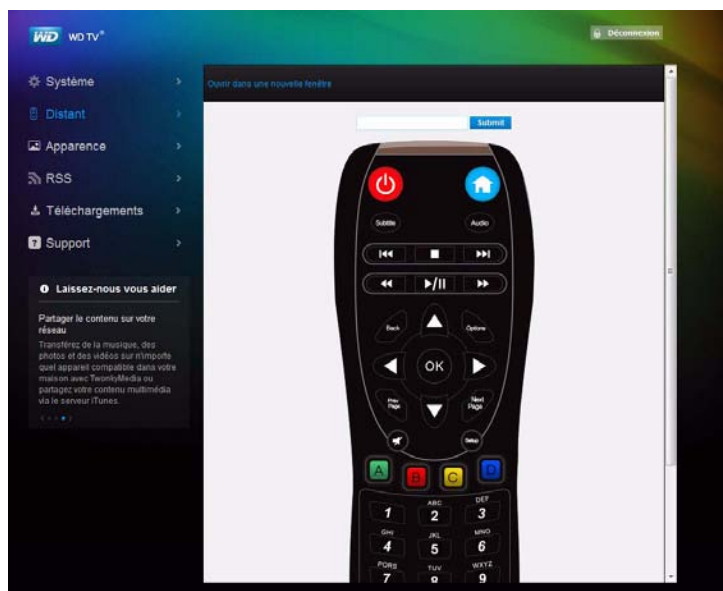 WD WD TV®
Déconnexion
Système
Distant
Apparence
RSS
Téléchargements
Support
Laissez-nous vous aider
Partager le contenu sur votre
réseau
Transférez de la musique, des
photos et des vidéos sur n'importe
quel appareil compatible dans votre
maison avec TwonkyMedia ou
partagez votre contenu multimédia
via le serveur iTunes.
Ouvrir dans une nouvelle fenêtre
Submit
Subtitle Audio
Back Options
OK
Prev Page Next Page
Setup
A B C D
ABC DEF
1 2 3
GHI JKL MNO
4 5 6
PQRS TUV WXYZ
7 8 9